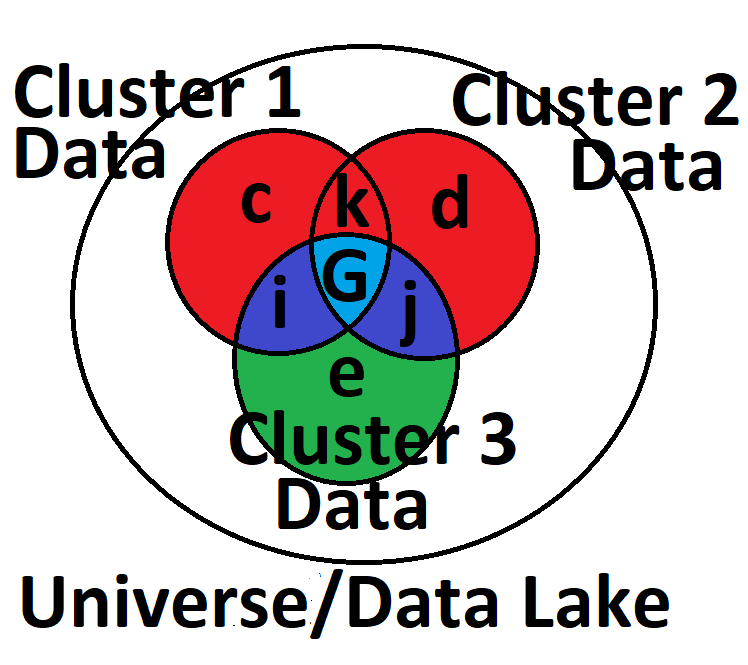 Cluster 1
Data
Cluster 2
Data
c
k
d
G
i
j
e
Cluster 3
Data
Universe/Data Lake